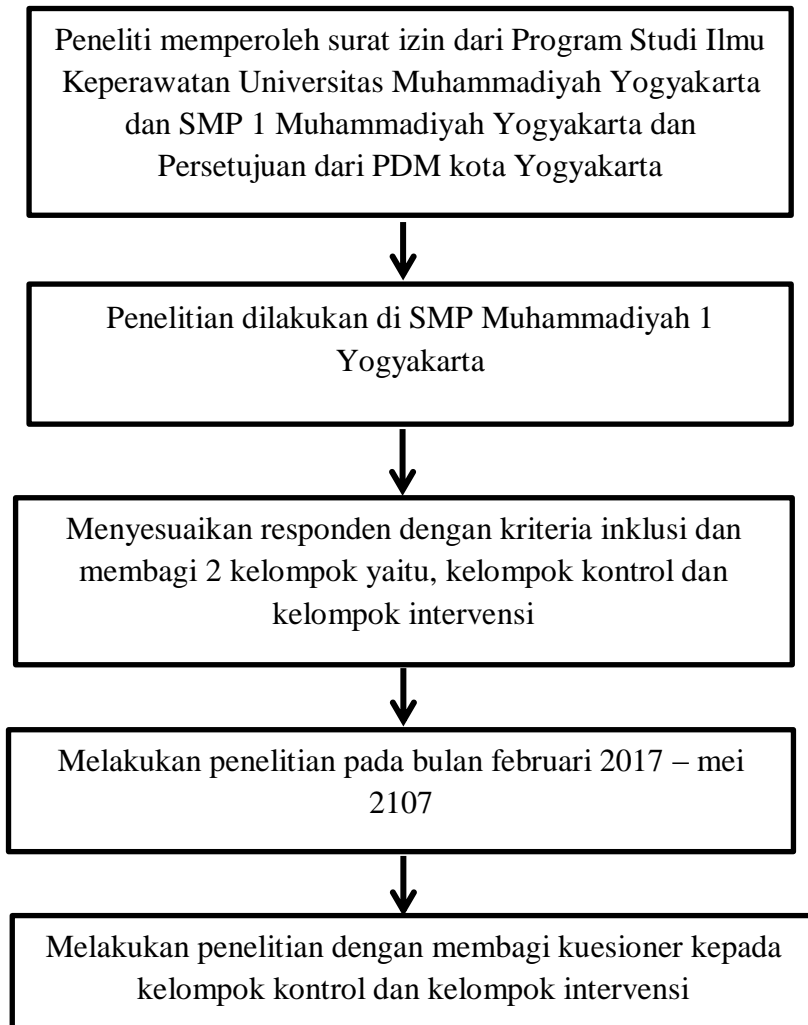 Peneliti memperoleh surat izin dari Program Studi Ilmu
Keperawatan Universitas Muhammadiyah Yogyakarta
dan SMP 1 Muhammadiyah Yogyakarta dan
Persetujuan dari PDM kota Yogyakarta
Penelitian dilakukan di SMP Muhammadiyah 1
Yogyakarta
Menyesuaikan responden dengan kriteria inklusi dan
membagi 2 kelompok yaitu, kelompok kontrol dan
kelompok intervensi
Melakukan penelitian pada bulan februari 2017 – mei
2107
Melakukan penelitian dengan membagi kuesioner kepada
kelompok kontrol dan kelompok intervensi